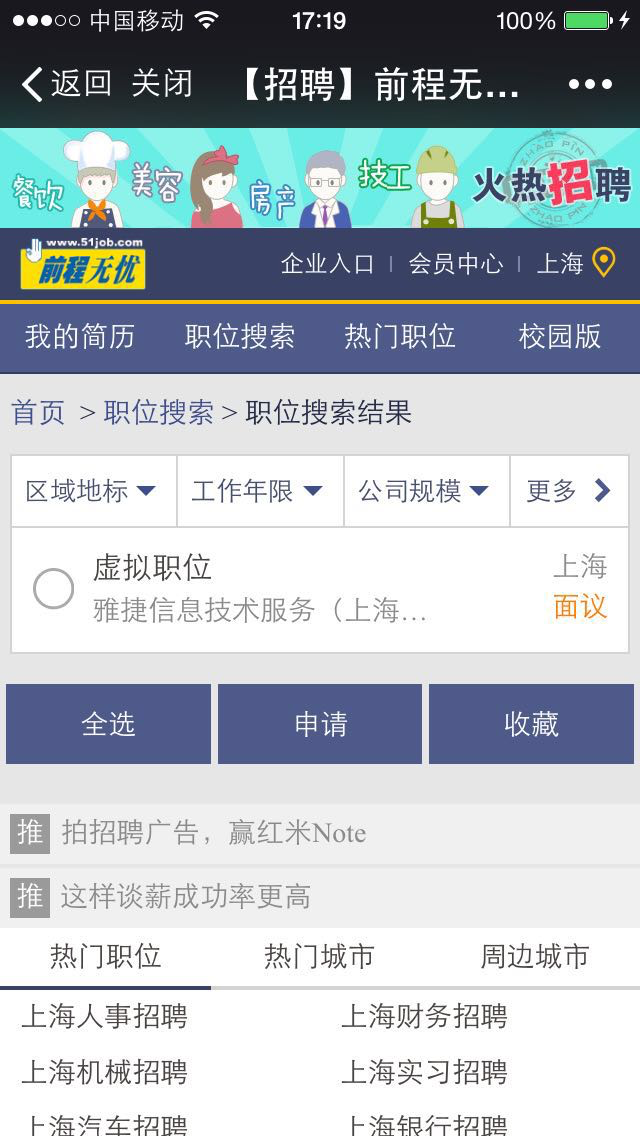 中国移动 17:19 100%
返回 关闭 【招聘】前程无...
餐饮 美容 房产 技工 火热招聘
ZHAO PIN
ZHAO PIN
www.51job.com
前程无忧
企业入口 | 会员中心 | 上海
我的简历 职位搜索 热门职位 校园版
首页 > 职位搜索 > 职位搜索结果
区域地标 工作年限 公司规模 更多
虚拟职位 上海
雅捷信息技术服务（上海... 面议
全选 申请 收藏
推 拍招聘广告，赢红米Note
推 这样谈薪成功率更高
热门职位 热门城市 周边城市
上海人事招聘 上海财务招聘
上海机械招聘 上海实习招聘
上海汽车招聘 上海银行招聘